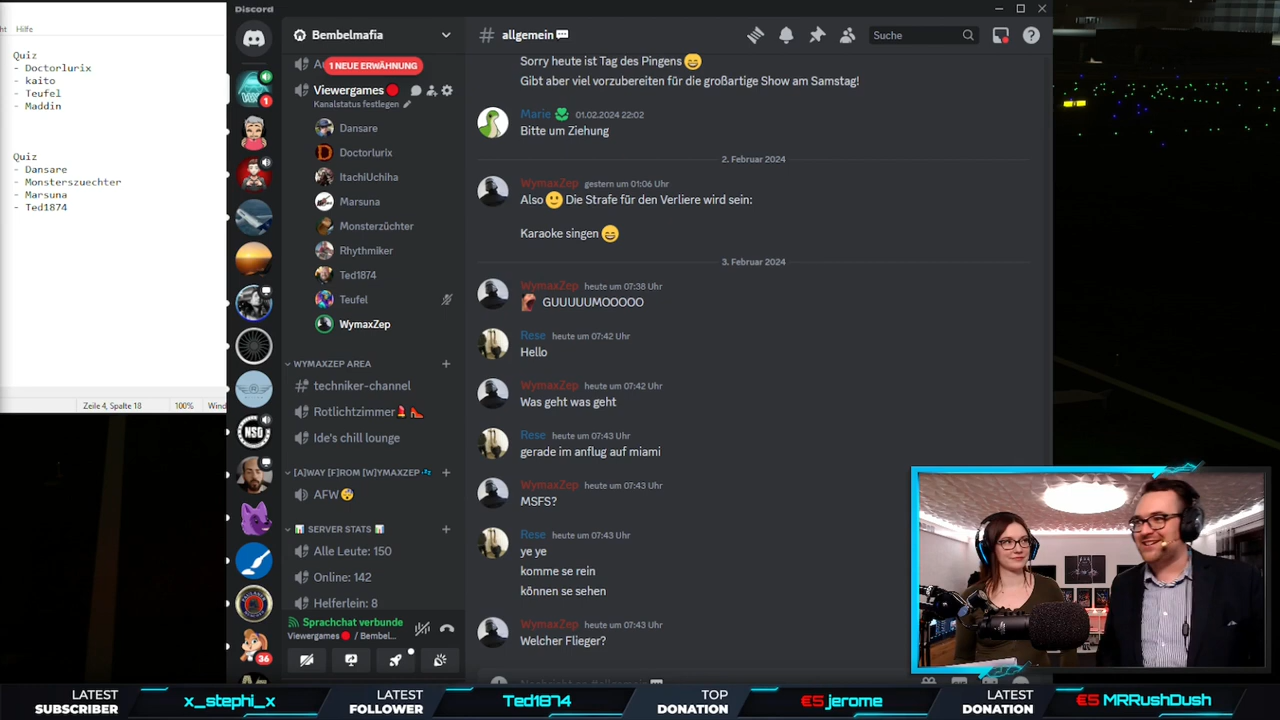 Discord
ht Hilfe
Quiz
- Doctorlurix
- kaito
- Teufel
- Maddin
Quiz
- Dansare
- Monsterszuechter
- Marsuna
- Ted1874
Zeile 4, Spalte 18 100% Wind
NSO
1
36
Bembelmafia
1 NEUE ERWÄHNUNG
Viewergames
Kanalstatus festlegen
Dansare
Doctorlurix
ItachiUchiha
Marsuna
Monsterzüchter
Rhythmiker
Ted1874
Teufel
WymaxZep
WYMAXZEP AREA
techniker-channel
Rotlichtzimmer💄👠
Ide's chill lounge
[A]WAY [F]ROM [W]YMAXZEP💤
AFW😴
📊 SERVER STATS 📊
Alle Leute: 150
Online: 142
Helferlein: 8
Sprachchat verbunde
Viewergames🔴 / Bembel...
# allgemein💬
Suche
Sorry heute ist Tag des Pingens😄
Gibt aber viel vorzubereiten für die großartige Show am Samstag!
Marie 🍀 01.02.2024 22:02
Bitte um Ziehung
2. Februar 2024
WymaxZep gestern um 01:06 Uhr
Also🙂Die Strafe für den Verliere wird sein:
Karaoke singen😄
3. Februar 2024
WymaxZep heute um 07:38 Uhr
GUUUUUMOOOOO
Rese heute um 07:42 Uhr
Hello
WymaxZep heute um 07:42 Uhr
Was geht was geht
Rese heute um 07:43 Uhr
gerade im anflug auf miami
WymaxZep heute um 07:43 Uhr
MSFS?
Rese heute um 07:43 Uhr
ye ye
komme se rein
können se sehen
WymaxZep heute um 07:43 Uhr
Welcher Flieger?
LATEST SUBSCRIBER
x_stephi_x
LATEST FOLLOWER
Ted1874
TOP DONATION
€5 jerome
LATEST DONATION
€5 MRRushDush